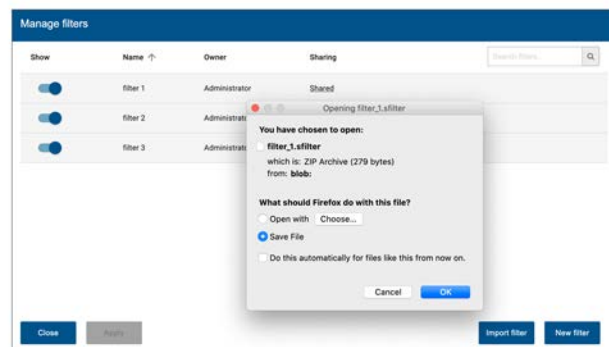 Manage filters
Show Name ↑ Owner Sharing Search filters
filter 1 Administrator Shared
filter 2 Administrato
filter 3 Administrato
Opening filter_1.sfilter
You have chosen to open:
filter_1.sfilter
which is: ZIP Archive (279 bytes)
from: blob:
What should Firefox do with this file?
Open with Choose...
Save File
Do this automatically for files like this from now on.
Cancel OK
Close Apply Import filter New filter